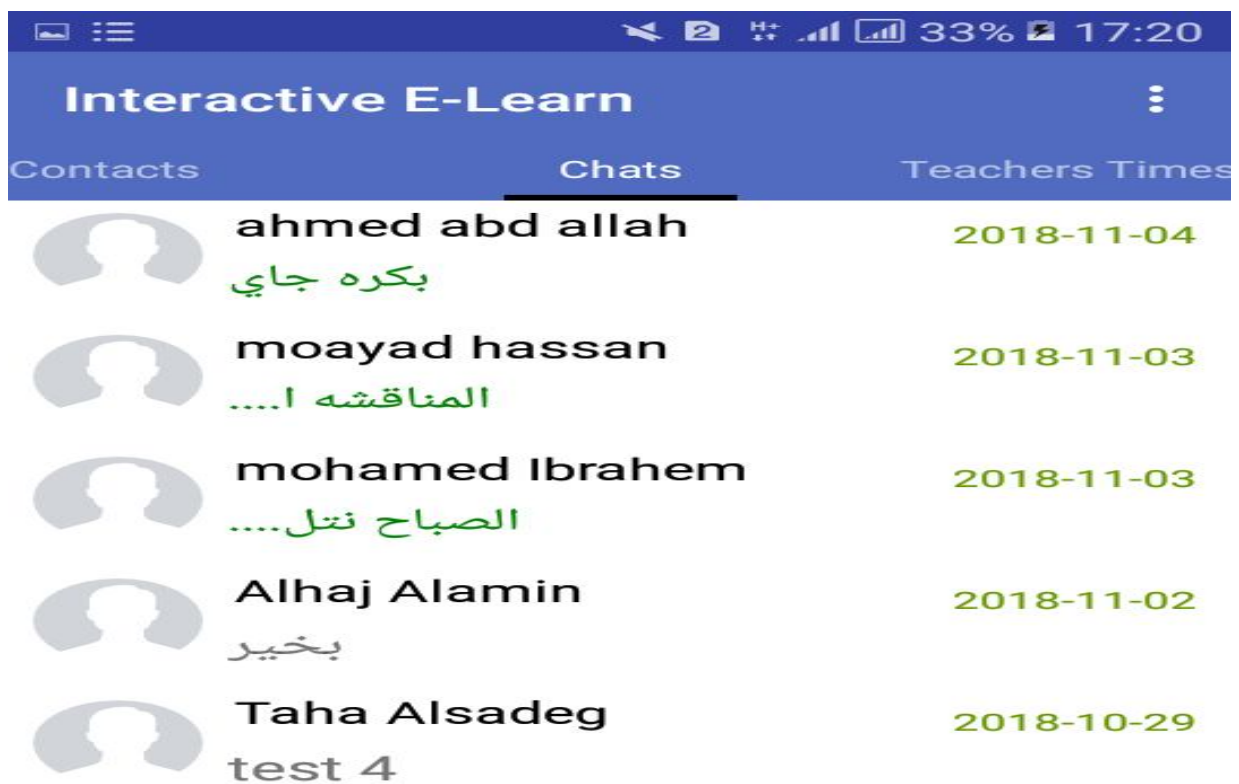 2 H+ 33% 17:20
Interactive E-Learn
Contacts Chats Teachers Times
ahmed abd allah 2018-11-04
بكره جاي
moayad hassan 2018-11-03
المناقشه ا....
mohamed Ibrahem 2018-11-03
الصباح نتل....
Alhaj Alamin 2018-11-02
بخير
Taha Alsadeg 2018-10-29
test 4